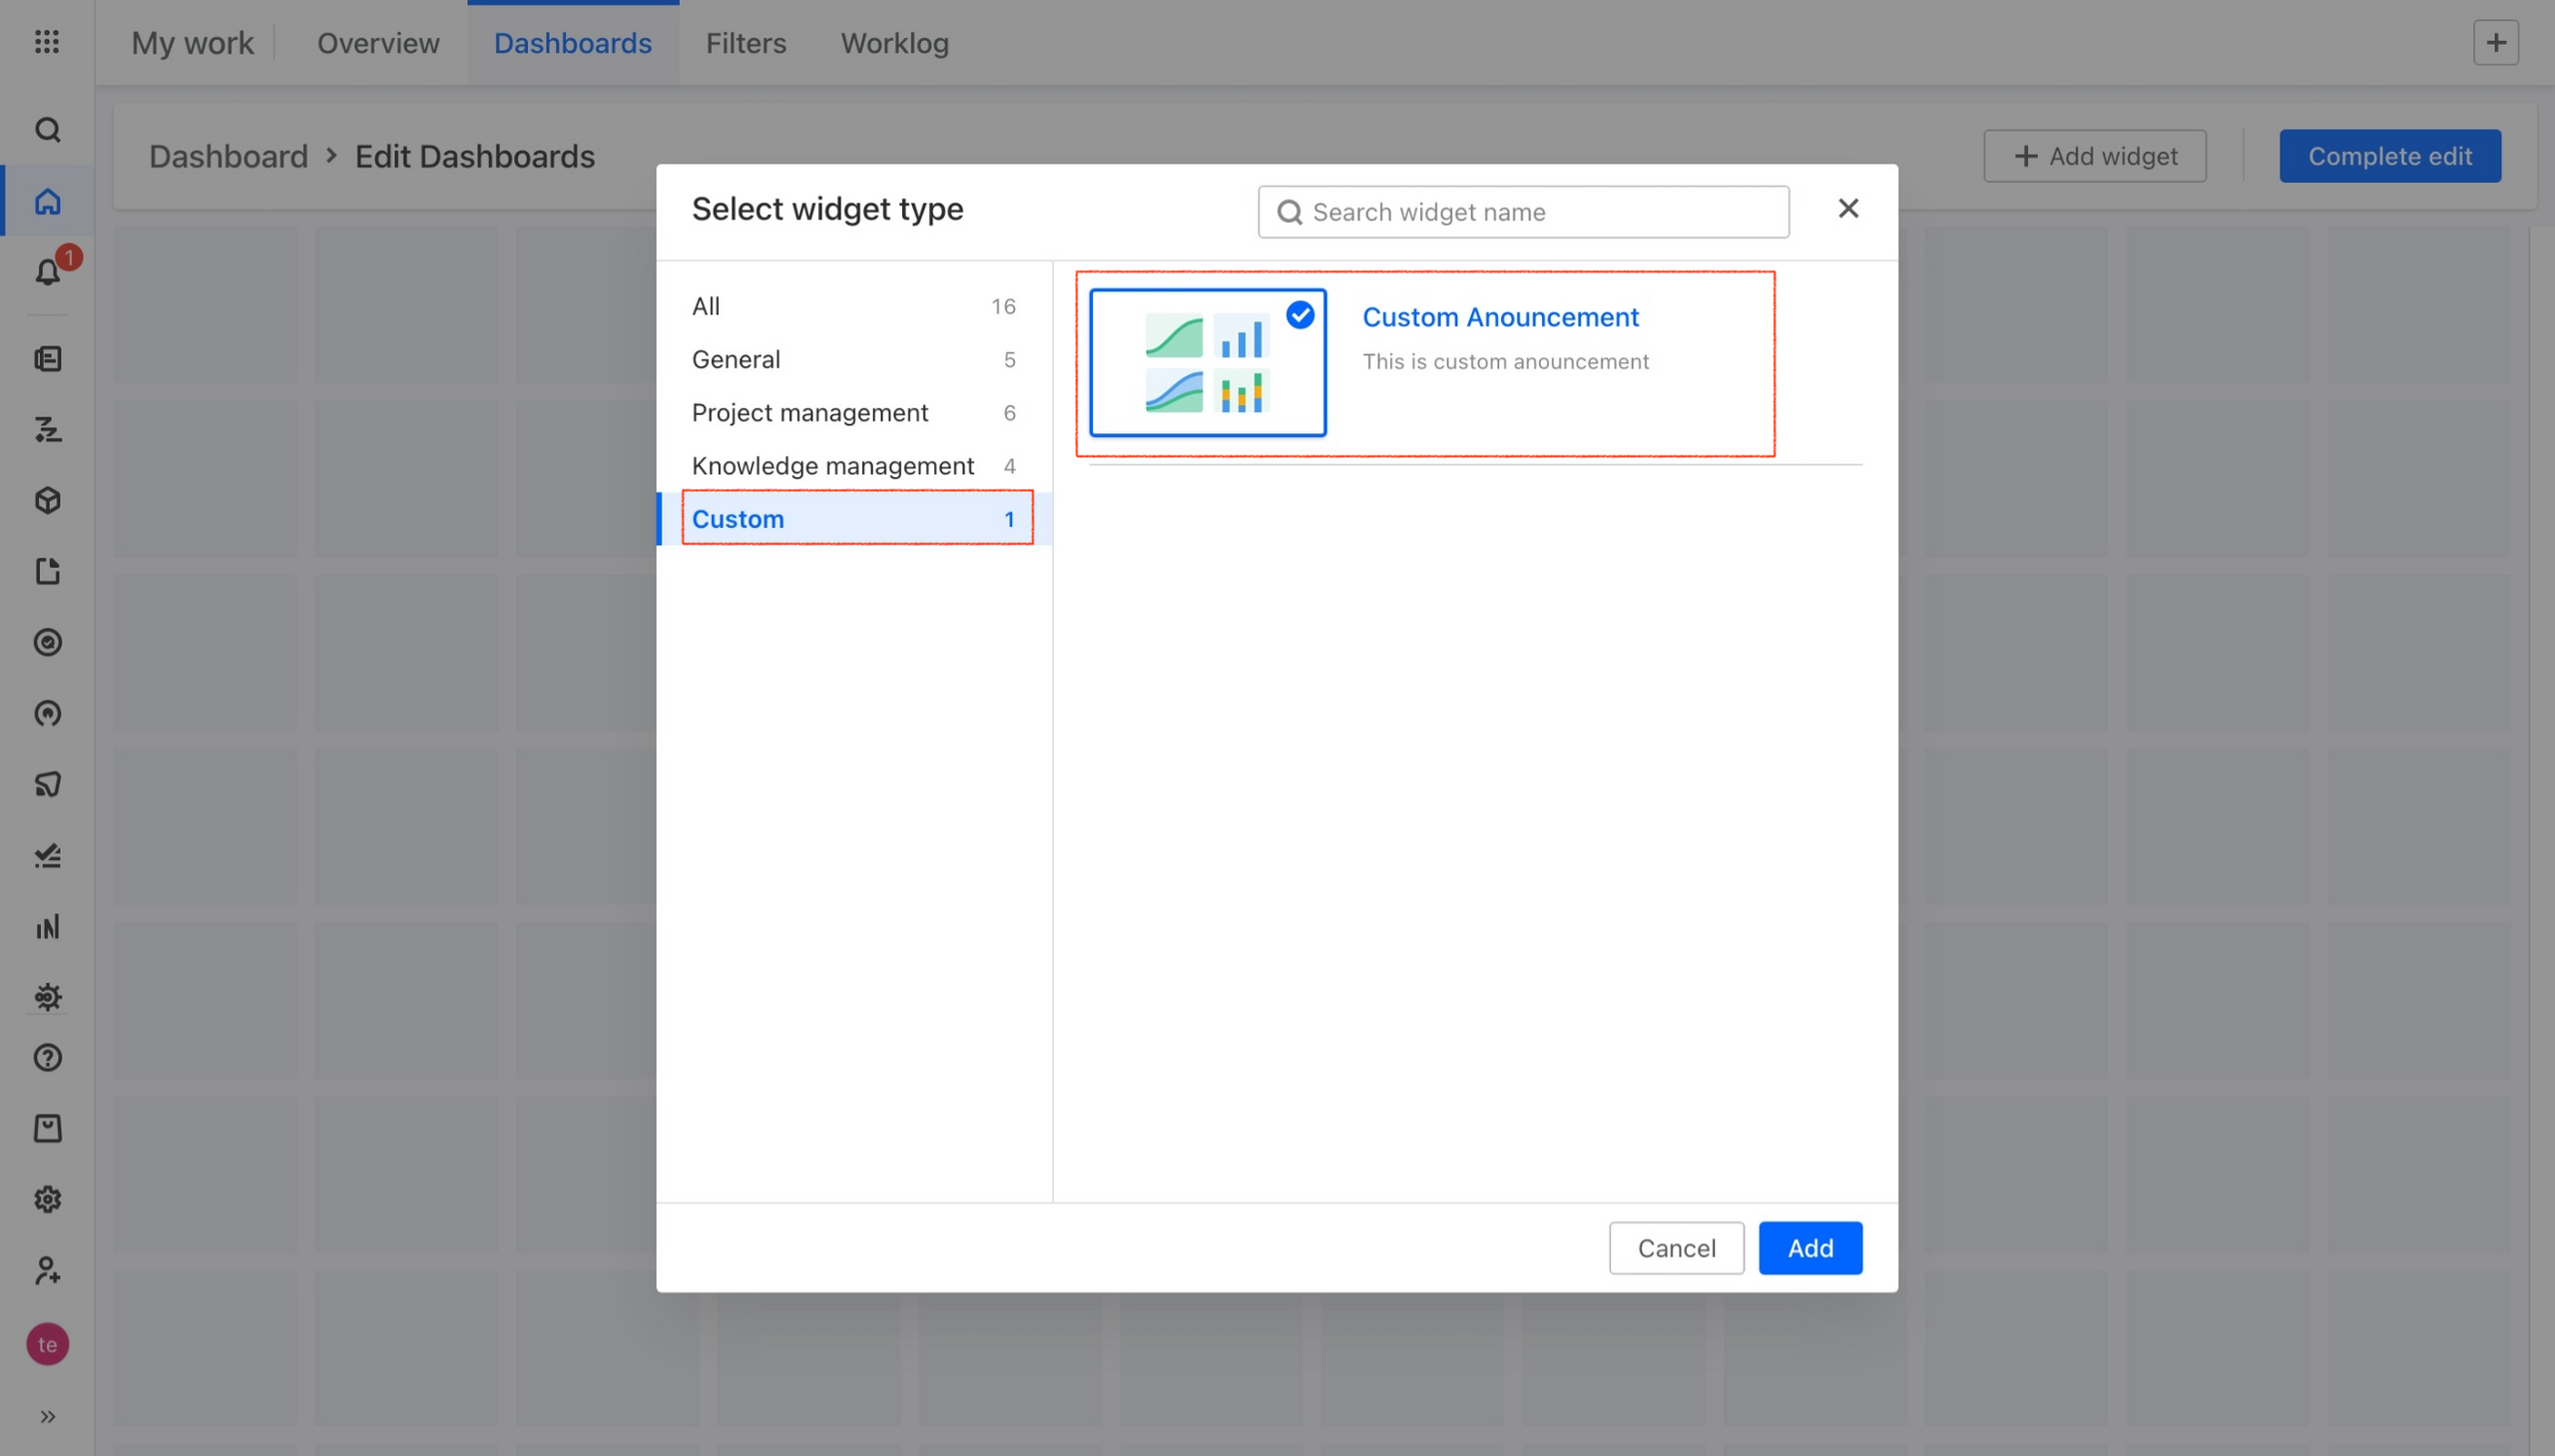 My work
Overview
Dashboards
Filters
Worklog
Dashboard > Edit Dashboards
Add widget
Complete edit
1
te
Select widget type
Search widget name
All 16
General 5
Project management 6
Knowledge management 4
Custom 1
Custom Anouncement
This is custom anouncement
Cancel
Add